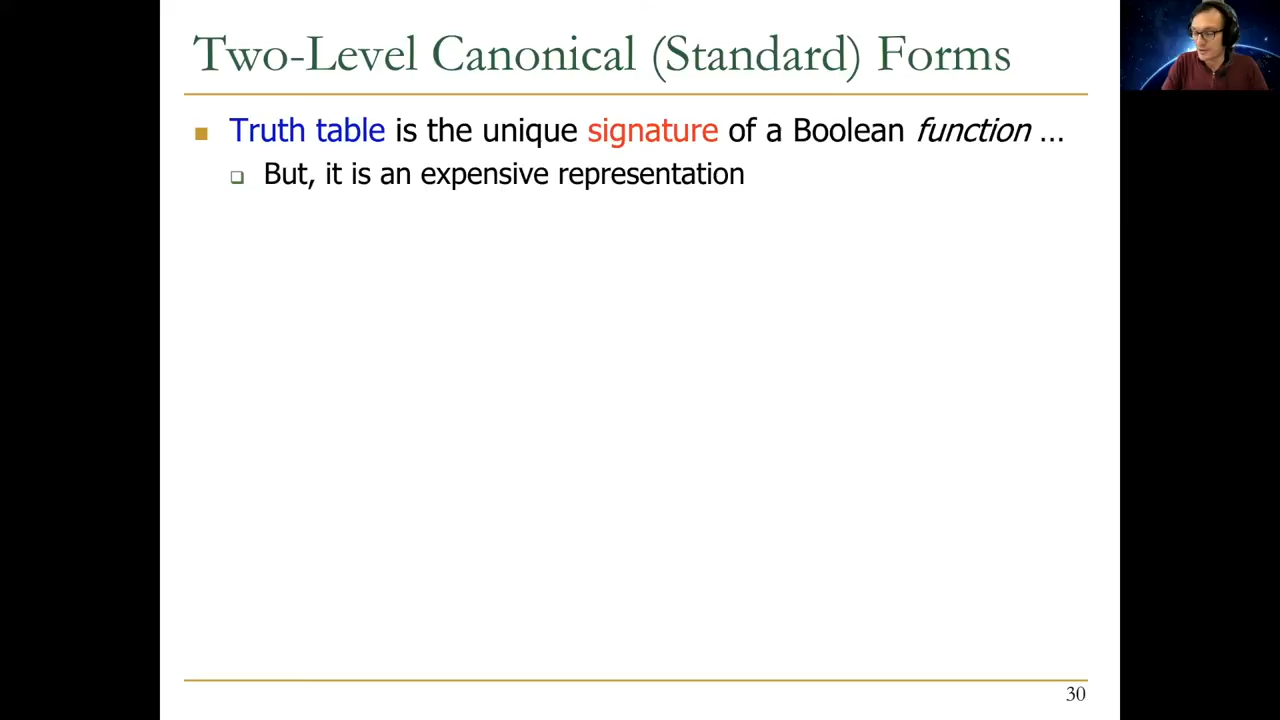 Two-Level Canonical (Standard) Forms
Truth table is the unique signature of a Boolean function …
But, it is an expensive representation
30